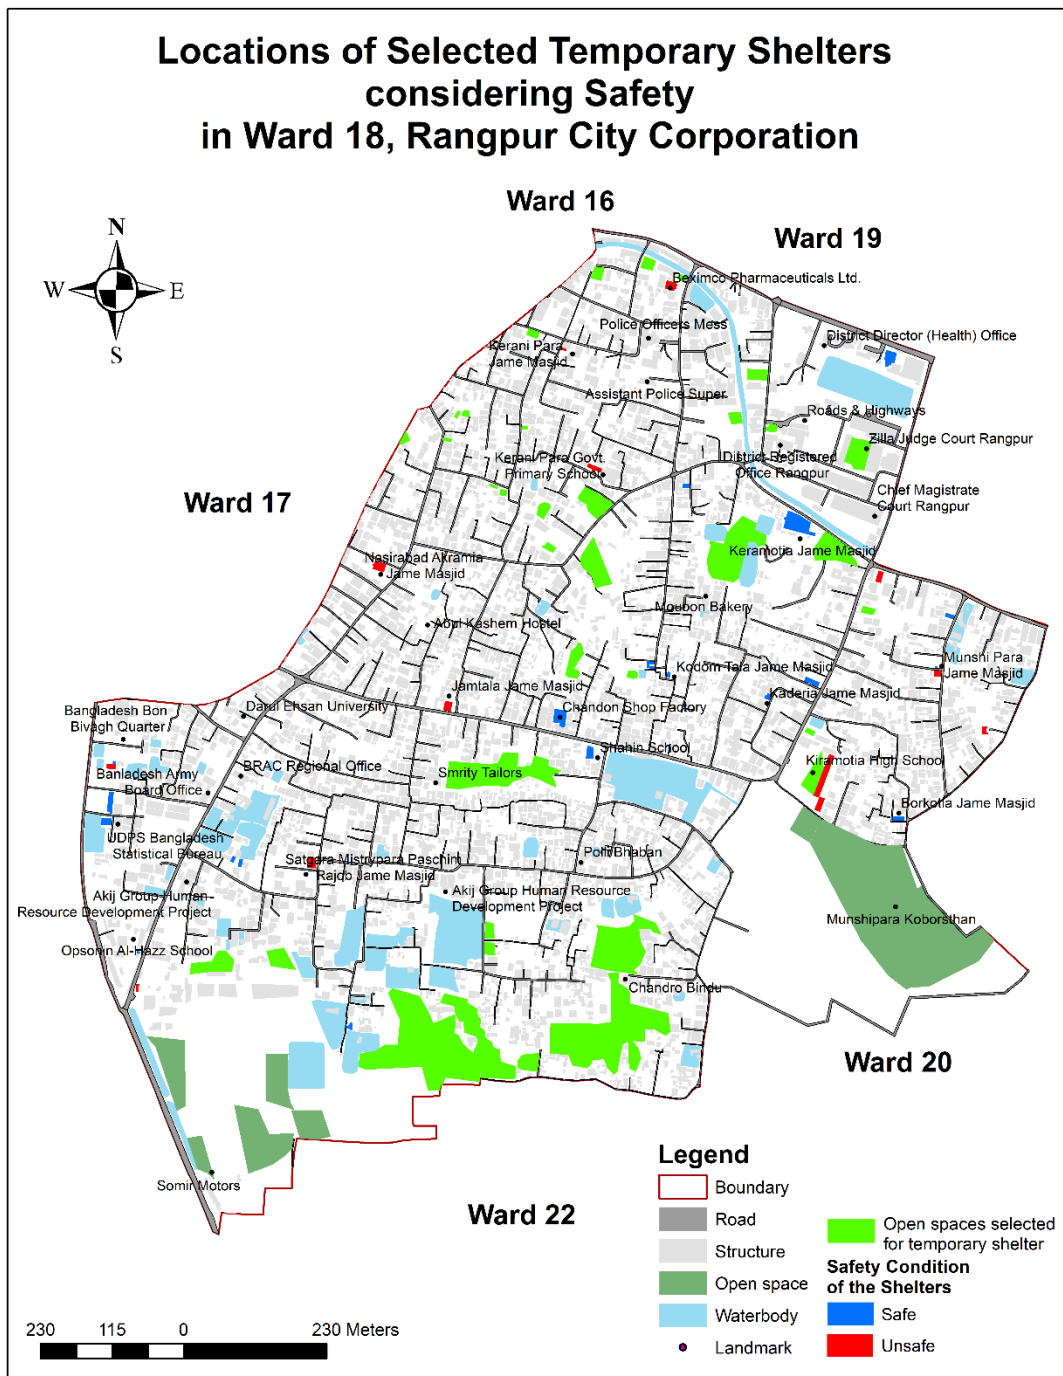 Locations of Selected Temporary Shelters
considering Safety
in Ward 18, Rangpur City Corporation
Ward 16
Ward 19
N
W
E
S
Beximco Pharmaceuticals Ltd.
Police Officers Mess
District Director (Health) Office
Kerani Para
Jame Masjid
Assistant Police Super
Roads & Highways
Zilla Judge Court Rangpur
District Registered
Office Rangpur
Kerani Para Govt.
Primary School
Ward 17
Chief Magistrate
Court Rangpur
Keramotia Jame Masjid
Nasirabad Akramia
Jame Masjid
Moubon Bakery
Abul Kashem Hostel
Kodom Tala Jame Masjid
Munshi Para
Jame Masjid
Jamtala Jame Masjid
Kaderia Jame Masjid
Darul Ehsan University
Chandon Shop Factory
Bangladesh Bon
Bivagh Quarter
Shahin School
Kiramotia High School
BRAC Regional Office
Smrity Tailors
Banladesh Army
Board Office
Borkotia Jame Masjid
UDPS Bangladesh
Statistical Bureau
Satgara Mistrypara Paschim
Rajob Jame Masjid
Polli Bhaban
Akij Group Human
Resource Development Project
Akij Group Human Resource
Development Project
Munshipara Koborsthan
Opsonin Al-Hazz School
Chandro Bindu
Ward 20
Somir Motors
Ward 22
Legend
Boundary
Road
Structure
Open space
Waterbody
Landmark
Open spaces selected
for temporary shelter
Safety Condition
of the Shelters
Safe
Unsafe
230 115 0 230 Meters